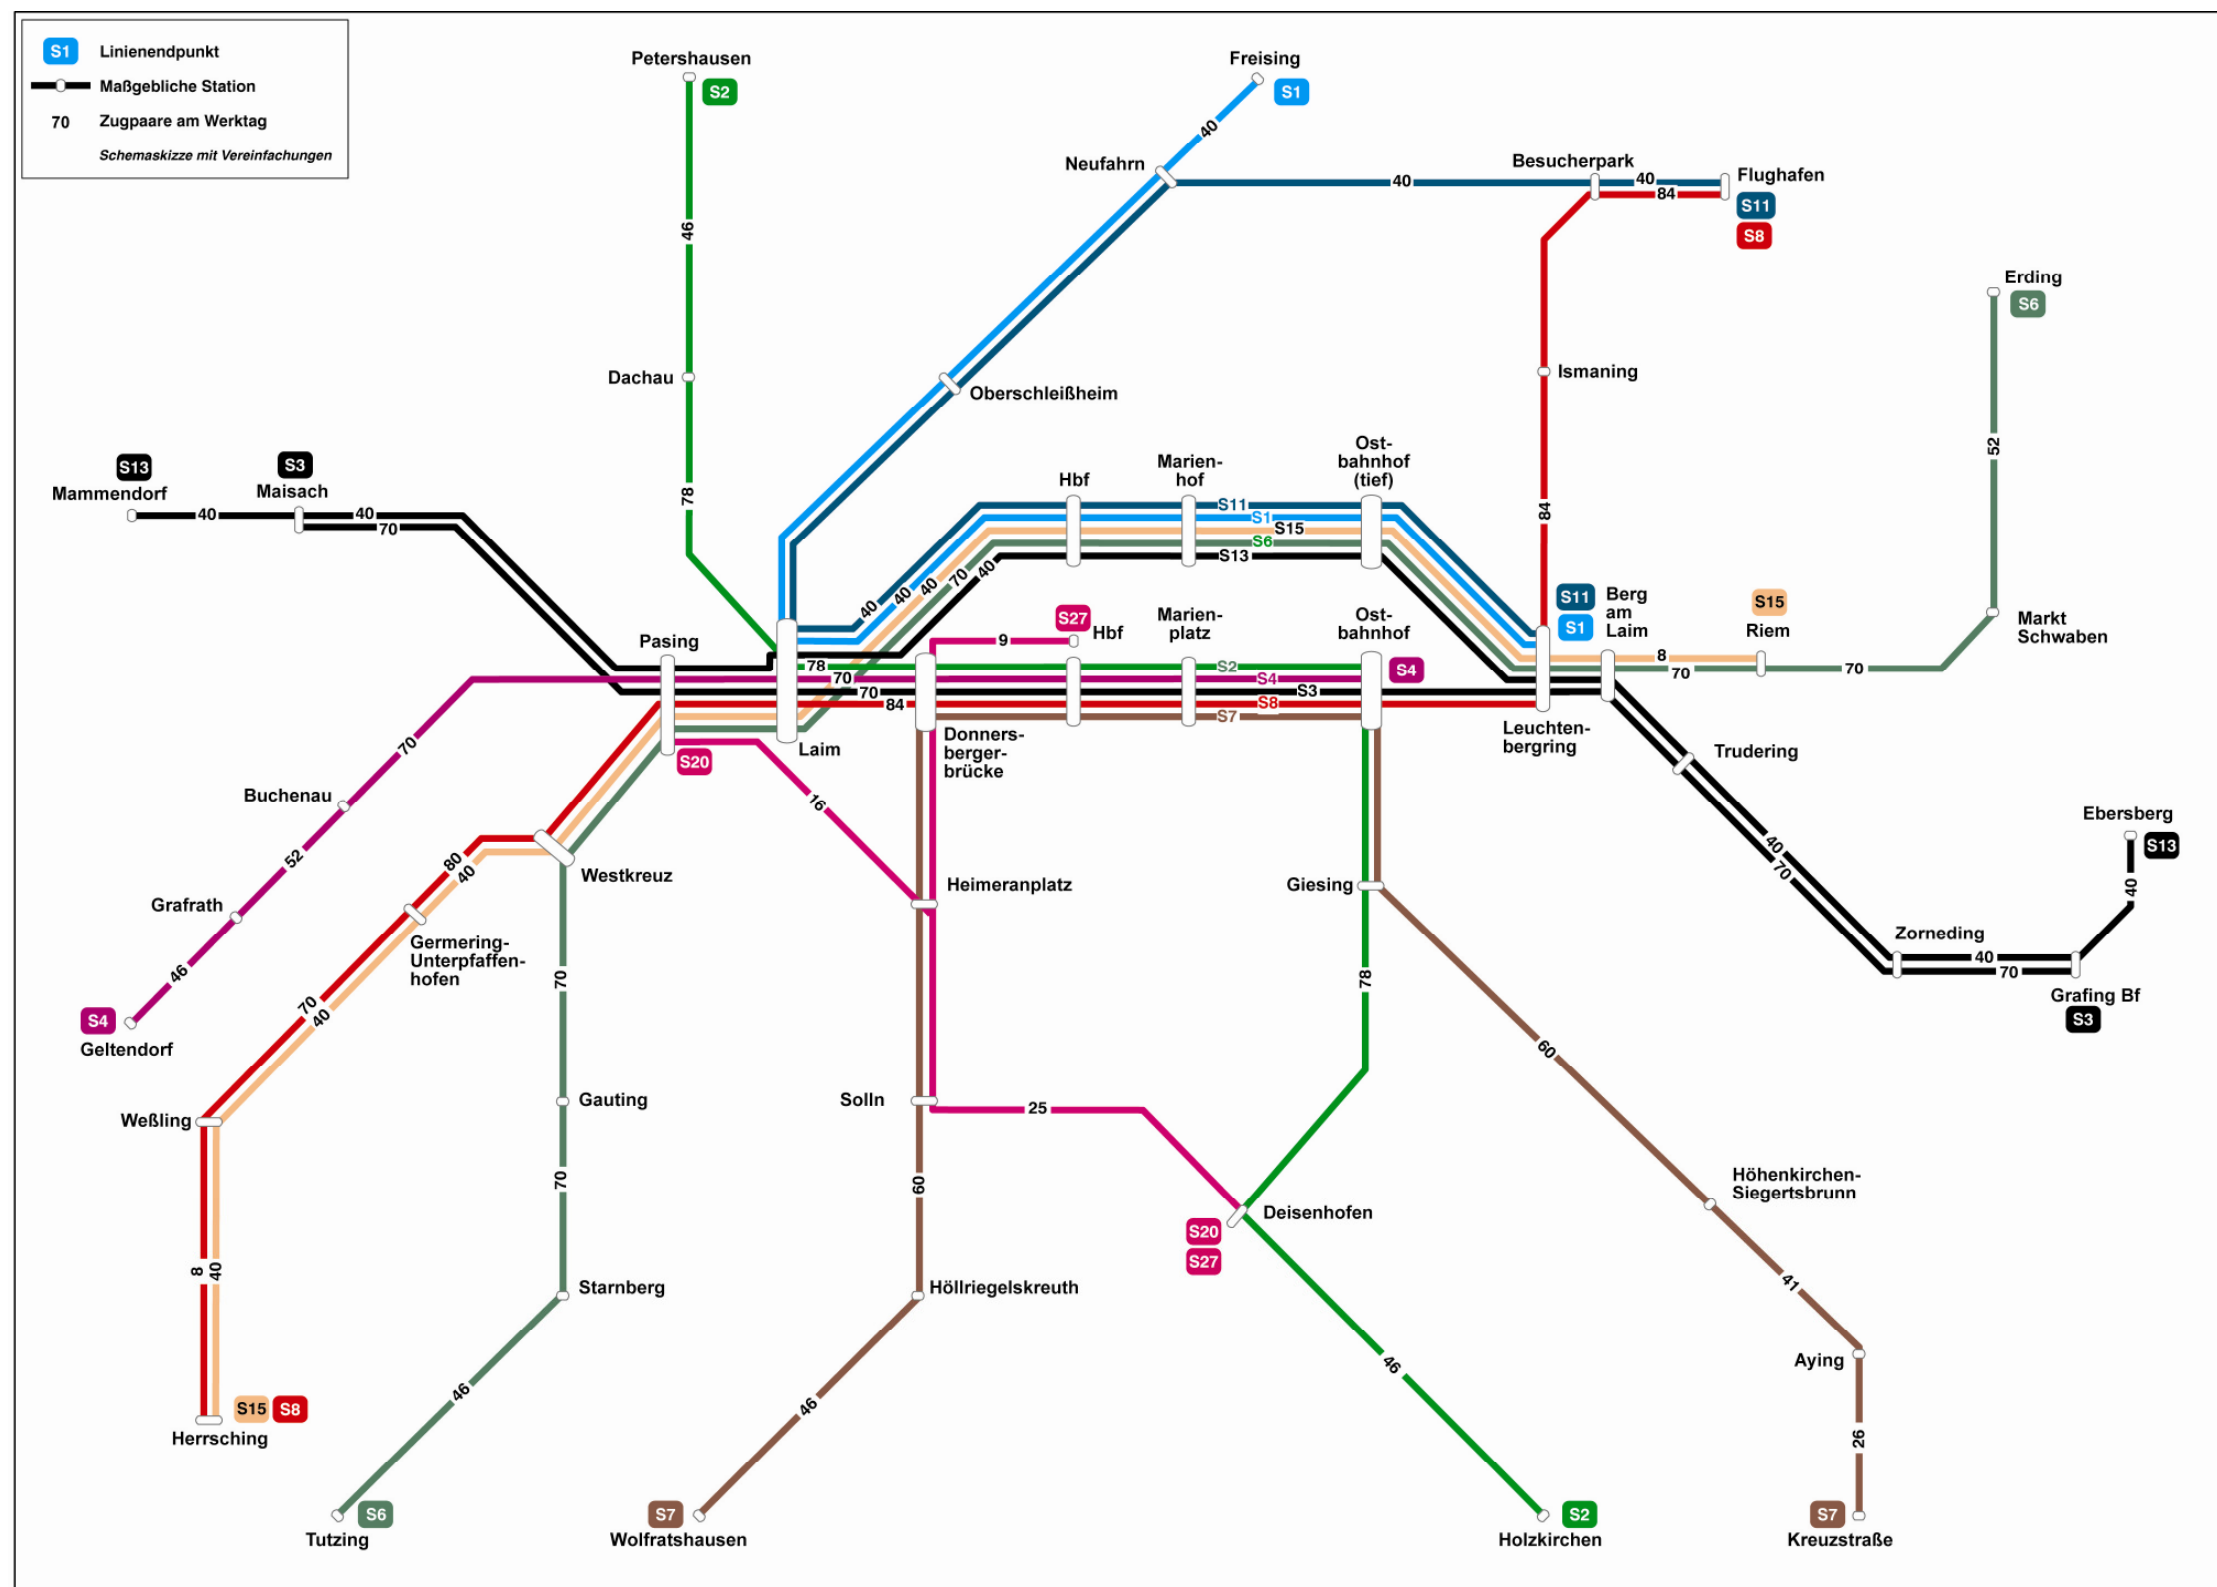 S1 Linienendpunkt
Maßgebliche Station
70 Zugpaare am Werktag
Schemaskizze mit Vereinfachungen
Petershausen
S2
Freising
S1
40
Neufahrn
Besucherpark
Flughafen
40
40
84
S11
S8
46
Erding
S6
Dachau
Oberschleißheim
Ismaning
52
S13
Mammendorf
S3
Maisach
40
40
70
78
84
Hbf
Marien-
hof
Ost-
bahnhof
(tief)
S11
S1
S15
S6
S13
40
40
40
70
40
S11
S1
Berg
am
Laim
S15
Riem
Markt
Schwaben
8
70
70
Pasing
S27
Hbf
9
Marien-
platz
Ost-
bahnhof
78
70
70
84
S2
S4
S3
S8
S7
S4
Leuchten-
bergring
Trudering
S20
Laim
Donners-
berger-
brücke
70
Buchenau
16
40
70
Ebersberg
S13
40
52
80
40
Westkreuz
Heimeranplatz
Giesing
Grafrath
Germering-
Unterpfaffen-
hofen
Zorneding
40
70
Grafing Bf
S3
46
70
40
70
78
S4
Geltendorf
60
Weßling
Gauting
Solln
25
70
60
Höhenkirchen-
Siegertsbrunn
Deisenhofen
S20
S27
8
40
Starnberg
Höllriegelskreuth
41
46
46
46
Aying
S15 S8
Herrsching
26
S6
Tutzing
S7
Wolfratshausen
S2
Holzkirchen
S7
Kreuzstraße